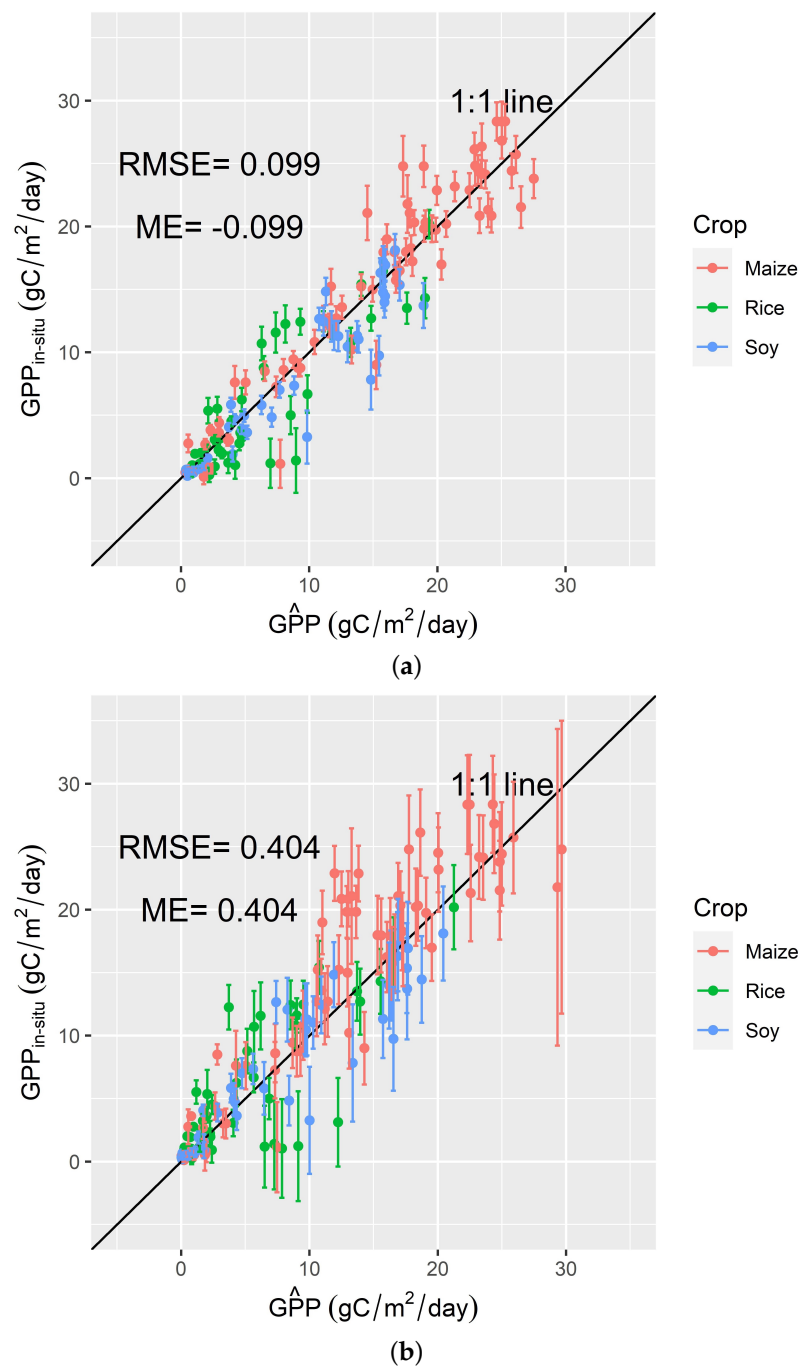 1:1 line
RMSE= 0.099
ME= -0.099
30
20
10
0
GPP_in-situ (gC/m²/day)
0 10 20 30
GP̂P (gC/m²/day)
Crop
Maize
Rice
Soy
(a)
1:1 line
RMSE= 0.404
ME= 0.404
30
20
10
0
GPP_in-situ (gC/m²/day)
0 10 20 30
GP̂P (gC/m²/day)
Crop
Maize
Rice
Soy
(b)